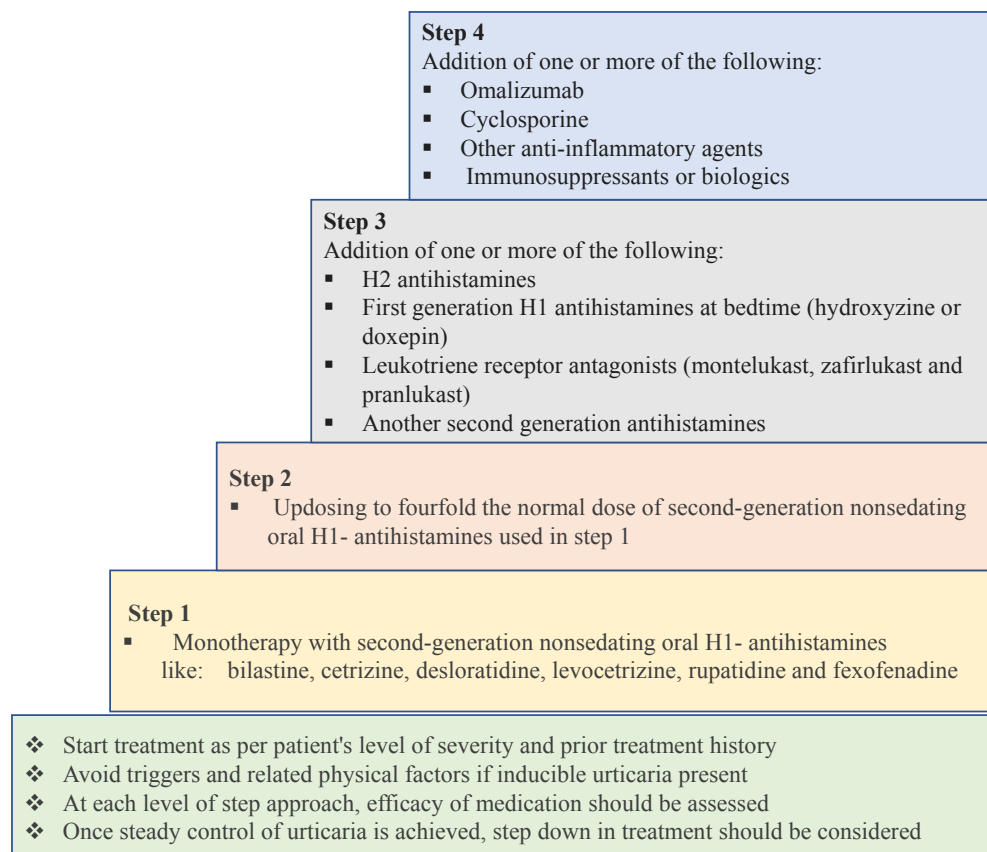 Step 4
Addition of one or more of the following:
▪ Omalizumab
▪ Cyclosporine
▪ Other anti-inflammatory agents
▪ Immunosuppressants or biologics
Step 3
Addition of one or more of the following:
▪ H2 antihistamines
▪ First generation H1 antihistamines at bedtime (hydroxyzine or
doxepin)
▪ Leukotriene receptor antagonists (montelukast, zafirlukast and
pranlukast)
▪ Another second generation antihistamines
Step 2
▪ Updosing to fourfold the normal dose of second-generation nonsedating
oral H1- antihistamines used in step 1
Step 1
▪ Monotherapy with second-generation nonsedating oral H1- antihistamines
like: bilastine, cetrizine, desloratidine, levocetrizine, rupatidine and fexofenadine
❖ Start treatment as per patient's level of severity and prior treatment history
❖ Avoid triggers and related physical factors if inducible urticaria present
❖ At each level of step approach, efficacy of medication should be assessed
❖ Once steady control of urticaria is achieved, step down in treatment should be considered